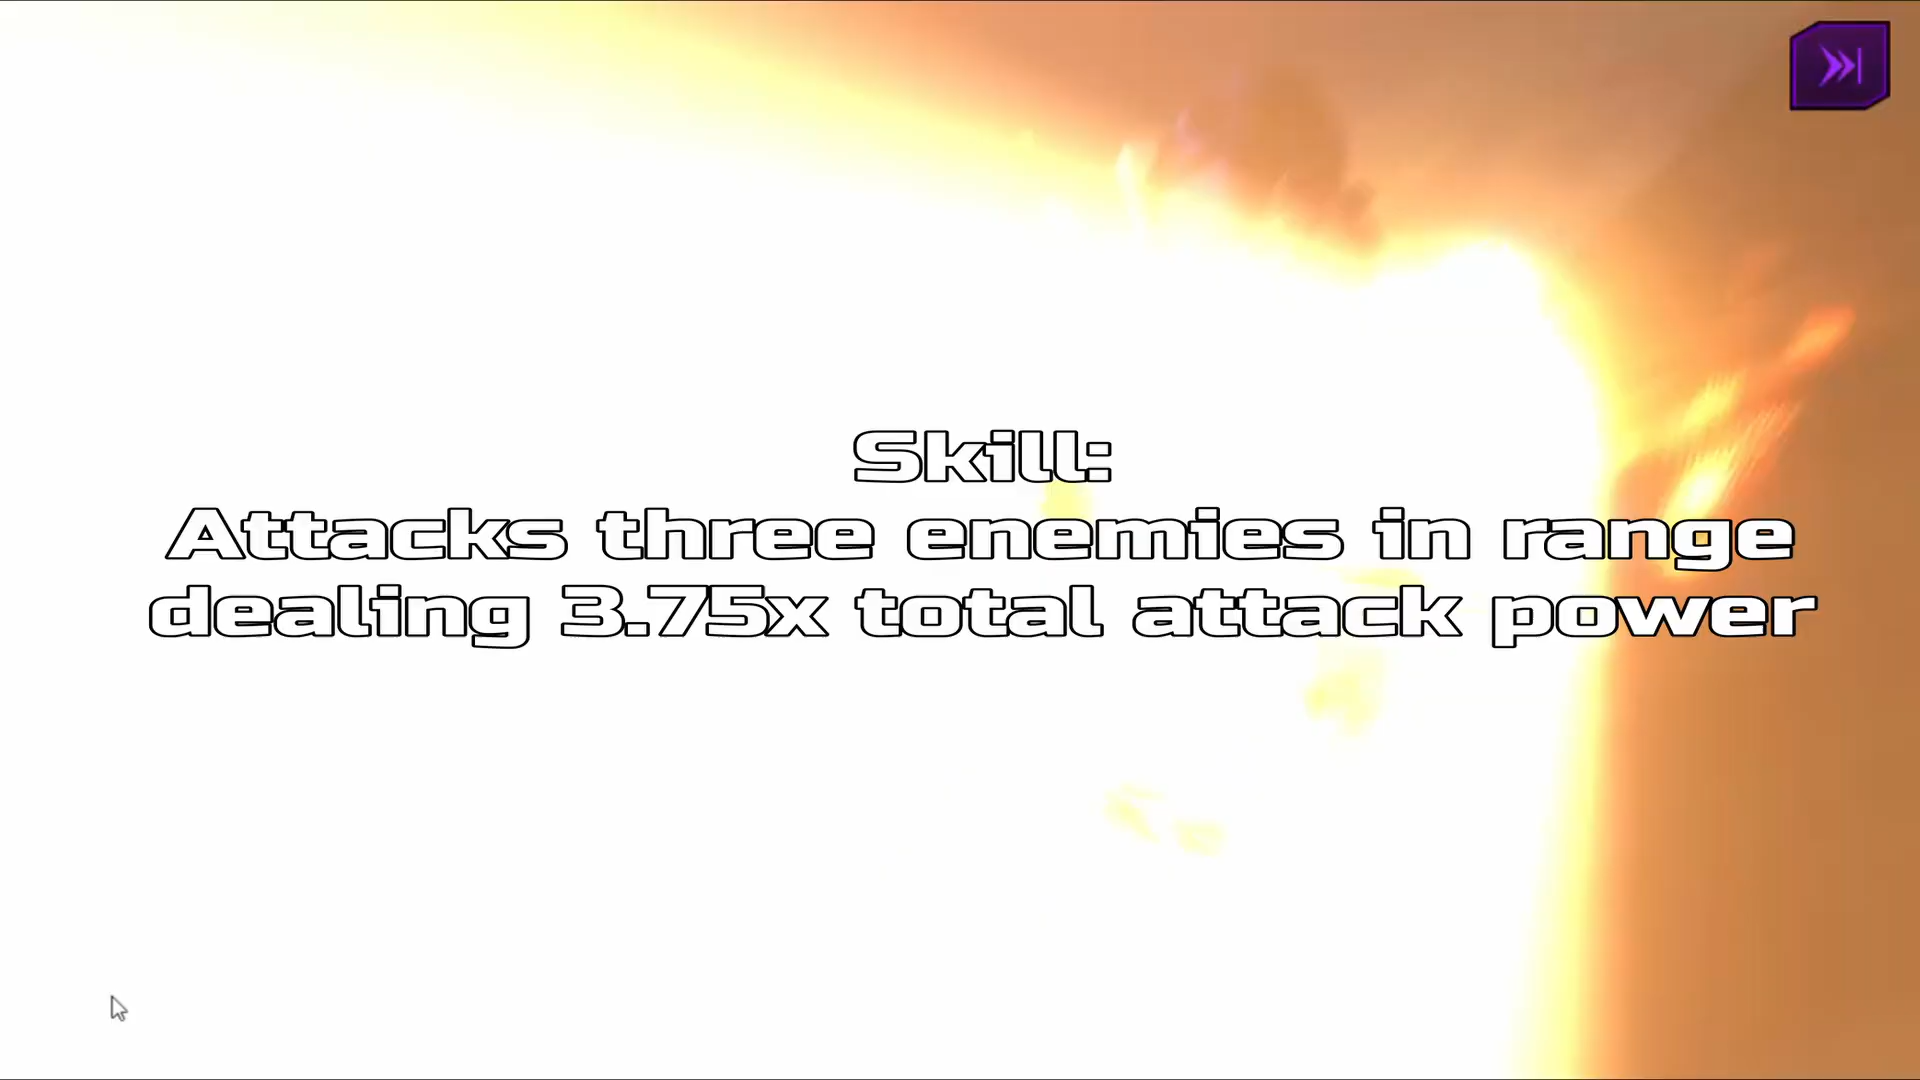 Skill:
Attacks three enemies in range
dealing 3.75x total attack power